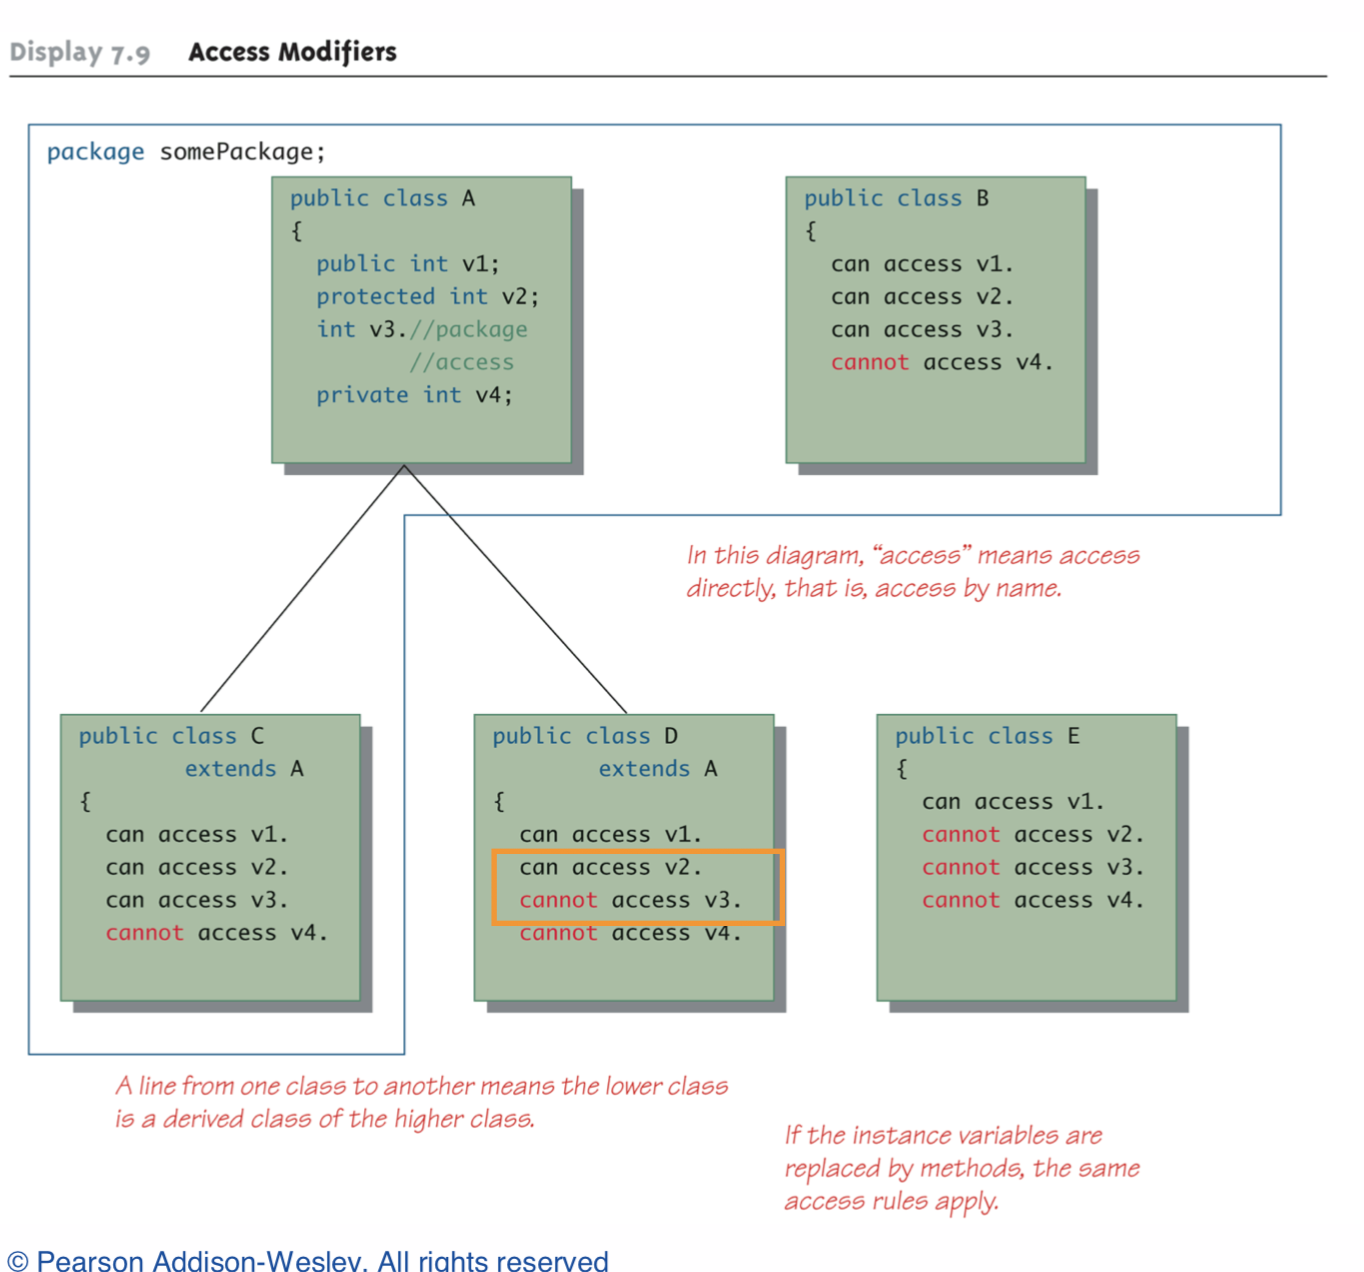 Display 7.9 Access Modifiers
package somePackage;
public class A
{
public int v1;
protected int v2;
int v3.//package
//access
private int v4;
public class B
{
can access v1.
can access v2.
can access v3.
cannot access v4.
In this diagram, “access” means access
directly, that is, access by name.
public class C
extends A
{
can access v1.
can access v2.
can access v3.
cannot access v4.
public class D
extends A
{
can access v1.
can access v2.
cannot access v3.
cannot access v4.
public class E
{
can access v1.
cannot access v2.
cannot access v3.
cannot access v4.
A line from one class to another means the lower class
is a derived class of the higher class.
If the instance variables are
replaced by methods, the same
access rules apply.
© Pearson Addison-Wesley. All rights reserved